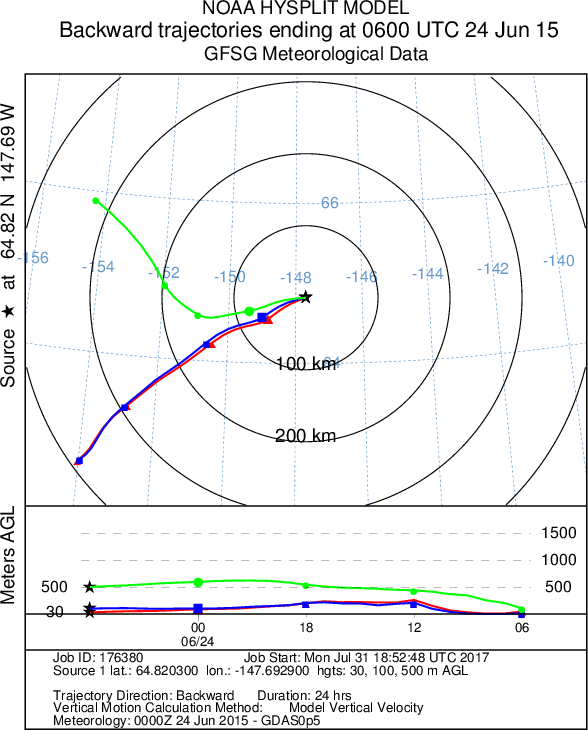 NOAA HYSPLIT MODEL
Backward trajectories ending at 0600 UTC 24 Jun 15
GFSG Meteorological Data
Source ★ at 64.82 N 147.69 W
66
-156
-154
-152
-150
-148
-146
-144
-142
-140
100 km
64
200 km
Meters AGL
1500
1000
500
500
30
00
18
12
06
06/24
Job ID: 176380 Job Start: Mon Jul 31 18:52:48 UTC 2017
Source 1 lat.: 64.820300 lon.: -147.692900 hgts: 30, 100, 500 m AGL
Trajectory Direction: Backward Duration: 24 hrs
Vertical Motion Calculation Method: Model Vertical Velocity
Meteorology: 0000Z 24 Jun 2015 - GDAS0p5